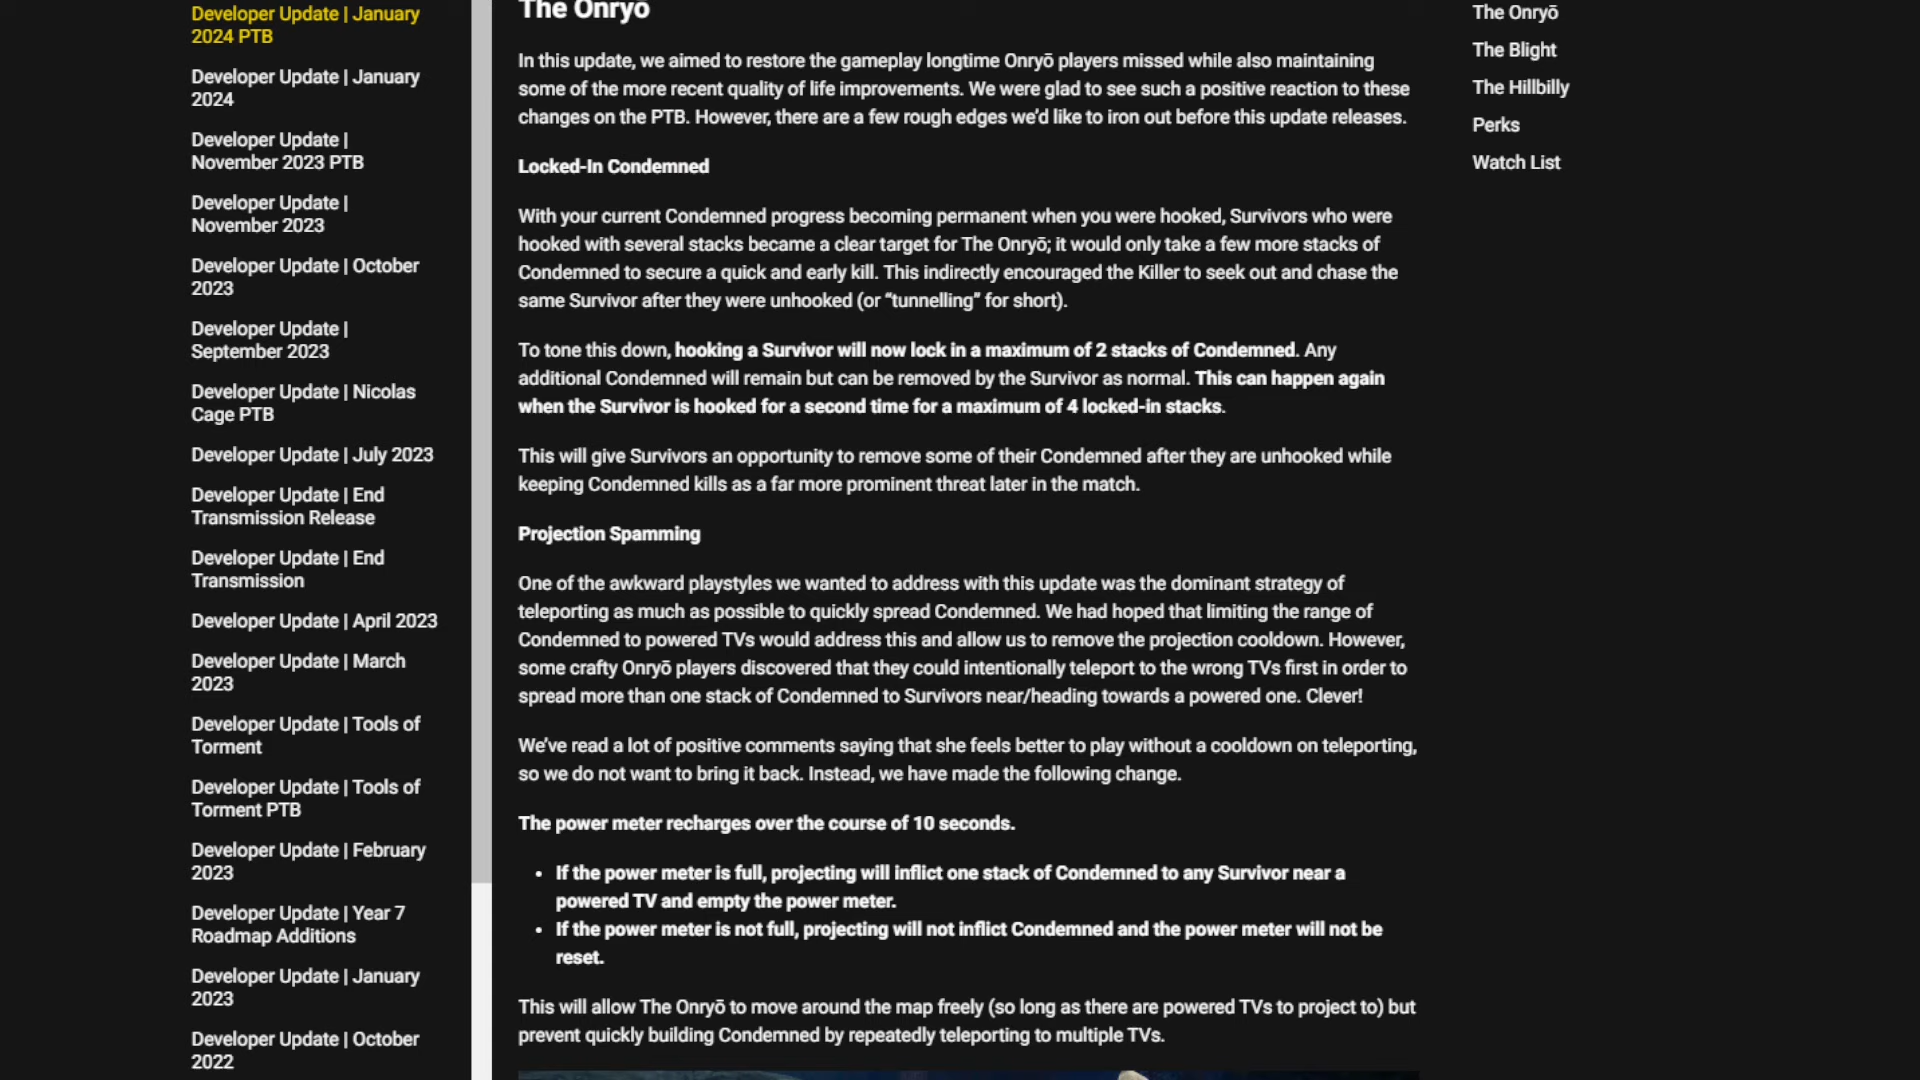 Developer Update | January
2024 PTB
Developer Update | January
2024
Developer Update |
November 2023 PTB
Developer Update |
November 2023
Developer Update | October
2023
Developer Update |
September 2023
Developer Update | Nicolas
Cage PTB
Developer Update | July 2023
Developer Update | End
Transmission Release
Developer Update | End
Transmission
Developer Update | April 2023
Developer Update | March
2023
Developer Update | Tools of
Torment
Developer Update | Tools of
Torment PTB
Developer Update | February
2023
Developer Update | Year 7
Roadmap Additions
Developer Update | January
2023
Developer Update | October
2022
The Onryō
In this update, we aimed to restore the gameplay longtime Onryō players missed while also maintaining
some of the more recent quality of life improvements. We were glad to see such a positive reaction to these
changes on the PTB. However, there are a few rough edges we’d like to iron out before this update releases.
Locked-In Condemned
With your current Condemned progress becoming permanent when you were hooked, Survivors who were
hooked with several stacks became a clear target for The Onryō; it would only take a few more stacks of
Condemned to secure a quick and early kill. This indirectly encouraged the Killer to seek out and chase the
same Survivor after they were unhooked (or “tunnelling” for short).
To tone this down, hooking a Survivor will now lock in a maximum of 2 stacks of Condemned. Any
additional Condemned will remain but can be removed by the Survivor as normal. This can happen again
when the Survivor is hooked for a second time for a maximum of 4 locked-in stacks.
This will give Survivors an opportunity to remove some of their Condemned after they are unhooked while
keeping Condemned kills as a far more prominent threat later in the match.
Projection Spamming
One of the awkward playstyles we wanted to address with this update was the dominant strategy of
teleporting as much as possible to quickly spread Condemned. We had hoped that limiting the range of
Condemned to powered TVs would address this and allow us to remove the projection cooldown. However,
some crafty Onryō players discovered that they could intentionally teleport to the wrong TVs first in order to
spread more than one stack of Condemned to Survivors near/heading towards a powered one. Clever!
We’ve read a lot of positive comments saying that she feels better to play without a cooldown on teleporting,
so we do not want to bring it back. Instead, we have made the following change.
The power meter recharges over the course of 10 seconds.
• If the power meter is full, projecting will inflict one stack of Condemned to any Survivor near a
powered TV and empty the power meter.
• If the power meter is not full, projecting will not inflict Condemned and the power meter will not be
reset.
This will allow The Onryō to move around the map freely (so long as there are powered TVs to project to) but
prevent quickly building Condemned by repeatedly teleporting to multiple TVs.
The Onryō
The Blight
The Hillbilly
Perks
Watch List